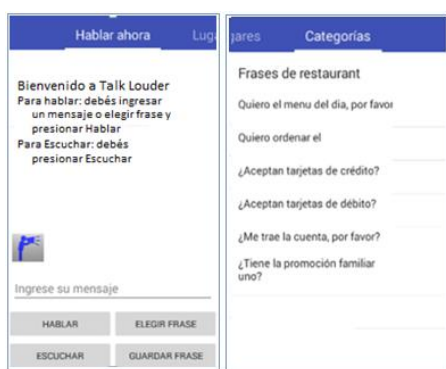 Hablar ahora
Luga
Bienvenido a Talk Louder
Para hablar: debés ingresar
un mensaje o elegir frase y
presionar Hablar
Para Escuchar: debés
presionar Escuchar
Ingrese su mensaje
HABLAR
ELEGIR FRASE
ESCUCHAR
GUARDAR FRASE
gares
Categorías
Frases de restaurant
Quiero el menu del dia, por favor
Quiero ordenar el
¿Aceptan tarjetas de crédito?
¿Aceptan tarjetas de débito?
¿Me trae la cuenta, por favor?
¿Tiene la promoción familiar
uno?